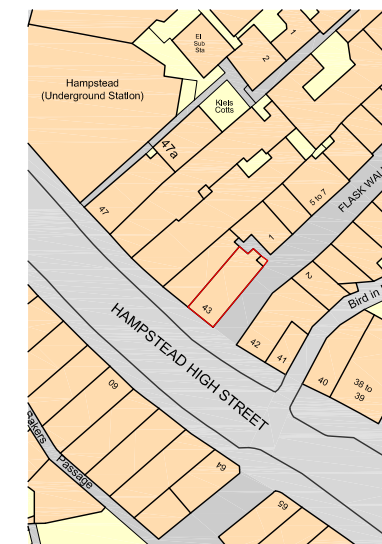 El
Sub
Sta
1
2
Hampstead
(Underground Station)
Kiels
Cotts
47a
5 to 7
FLASK WAL
47
1
2
Bird in
43
HAMPSTEAD HIGH STREET
42
41
40
38 to
39
60
Bakers
Passage
64
65